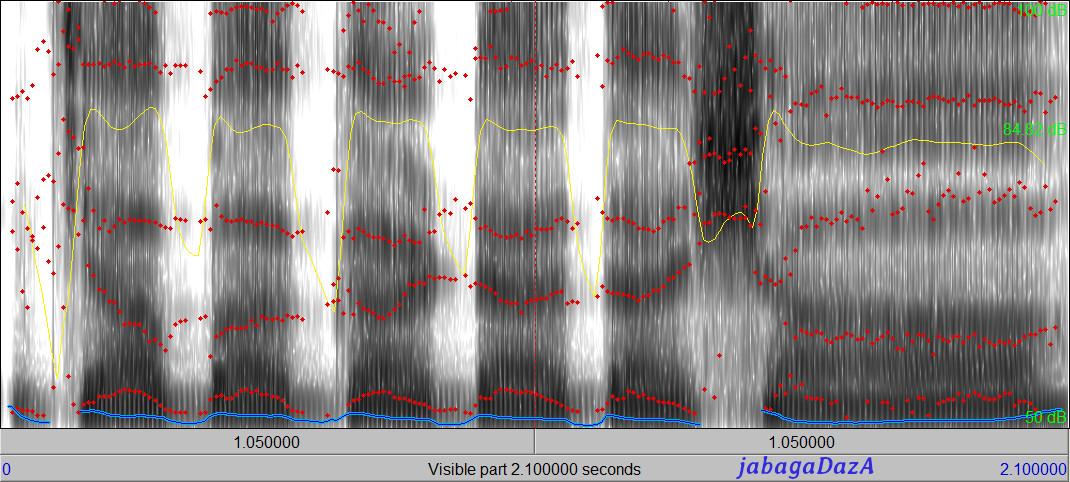 100 dB
84.82 dB
50 dB
1.050000 1.050000
0 Visible part 2.100000 seconds jabagaDazA 2.100000